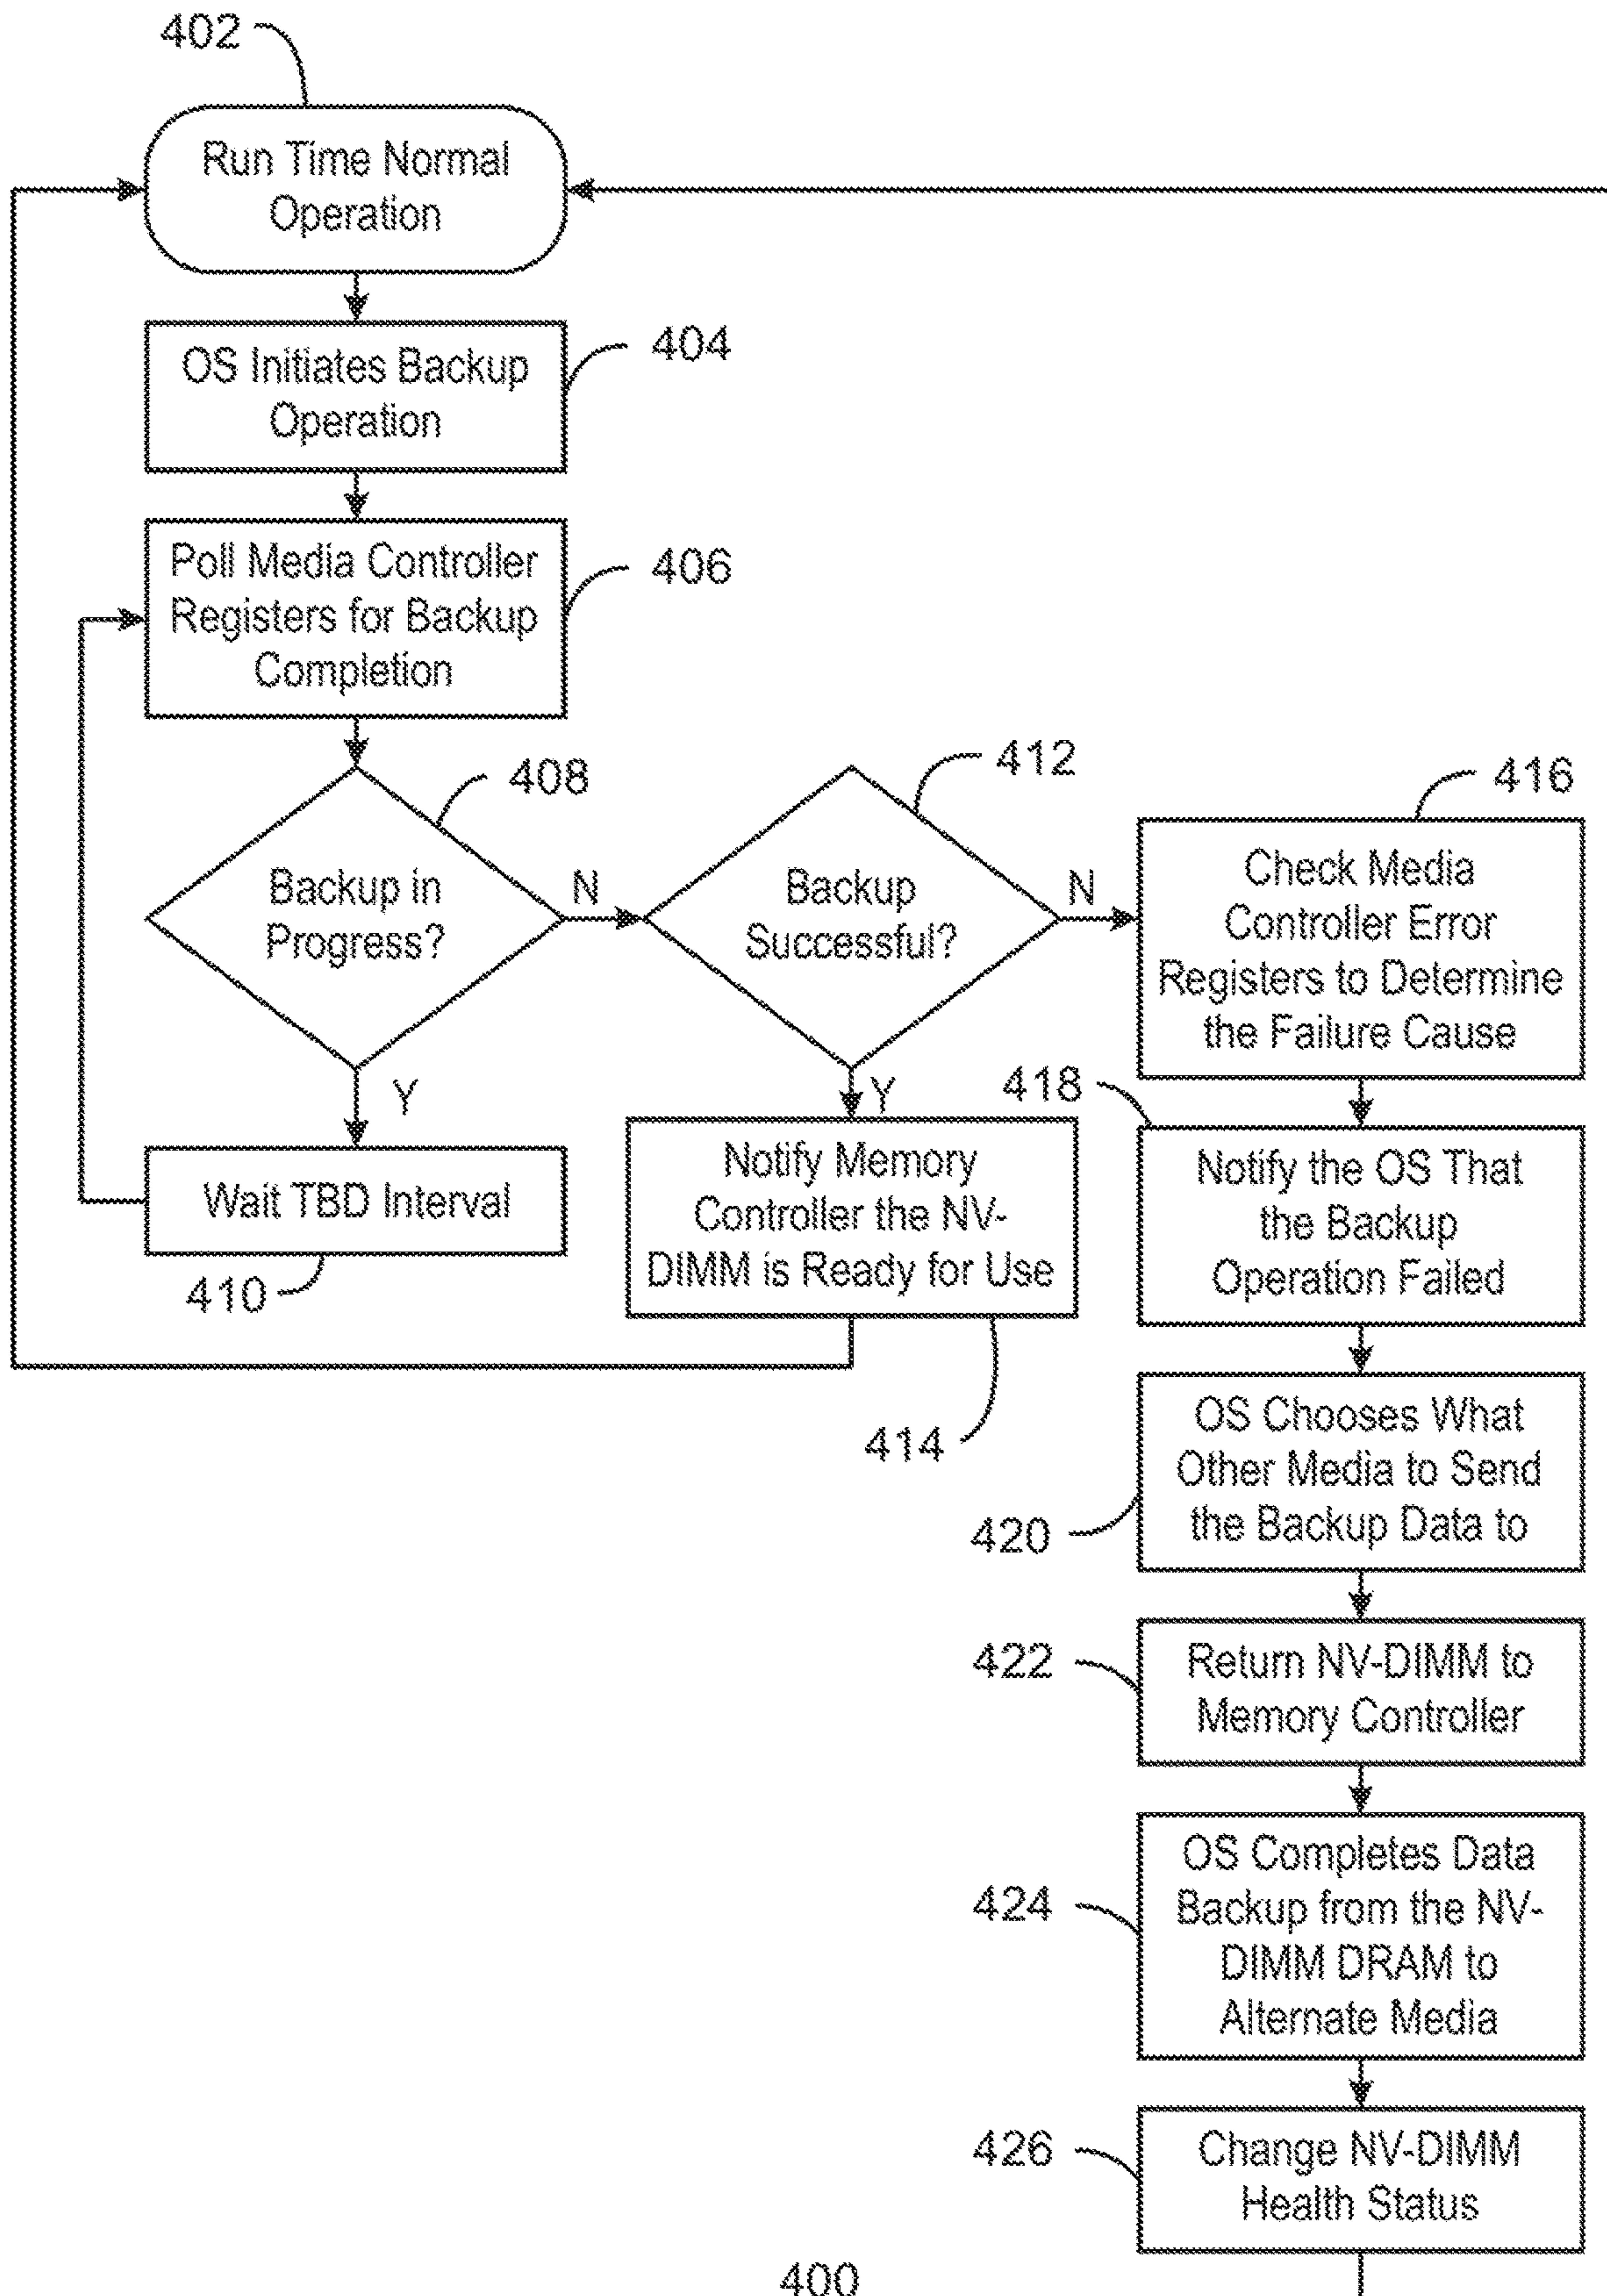 402
Run Time Normal
Operation
OS Initiates Backup
Operation
404
Poll Media Controller
Registers for Backup
Completion
406
408
Backup in
Progress?
N
Y
Wait TBD Interval
410
412
Backup
Successful?
N
Y
Notify Memory
Controller the NV-
DIMM is Ready for Use
414
416
Check Media
Controller Error
Registers to Determine
the Failure Cause
418
Notify the OS That
the Backup
Operation Failed
OS Chooses What
Other Media to Send
the Backup Data to
420
Return NV-DIMM to
Memory Controller
422
OS Completes Data
Backup from the NV-
DIMM DRAM to
Alternate Media
424
Change NV-DIMM
Health Status
426
400